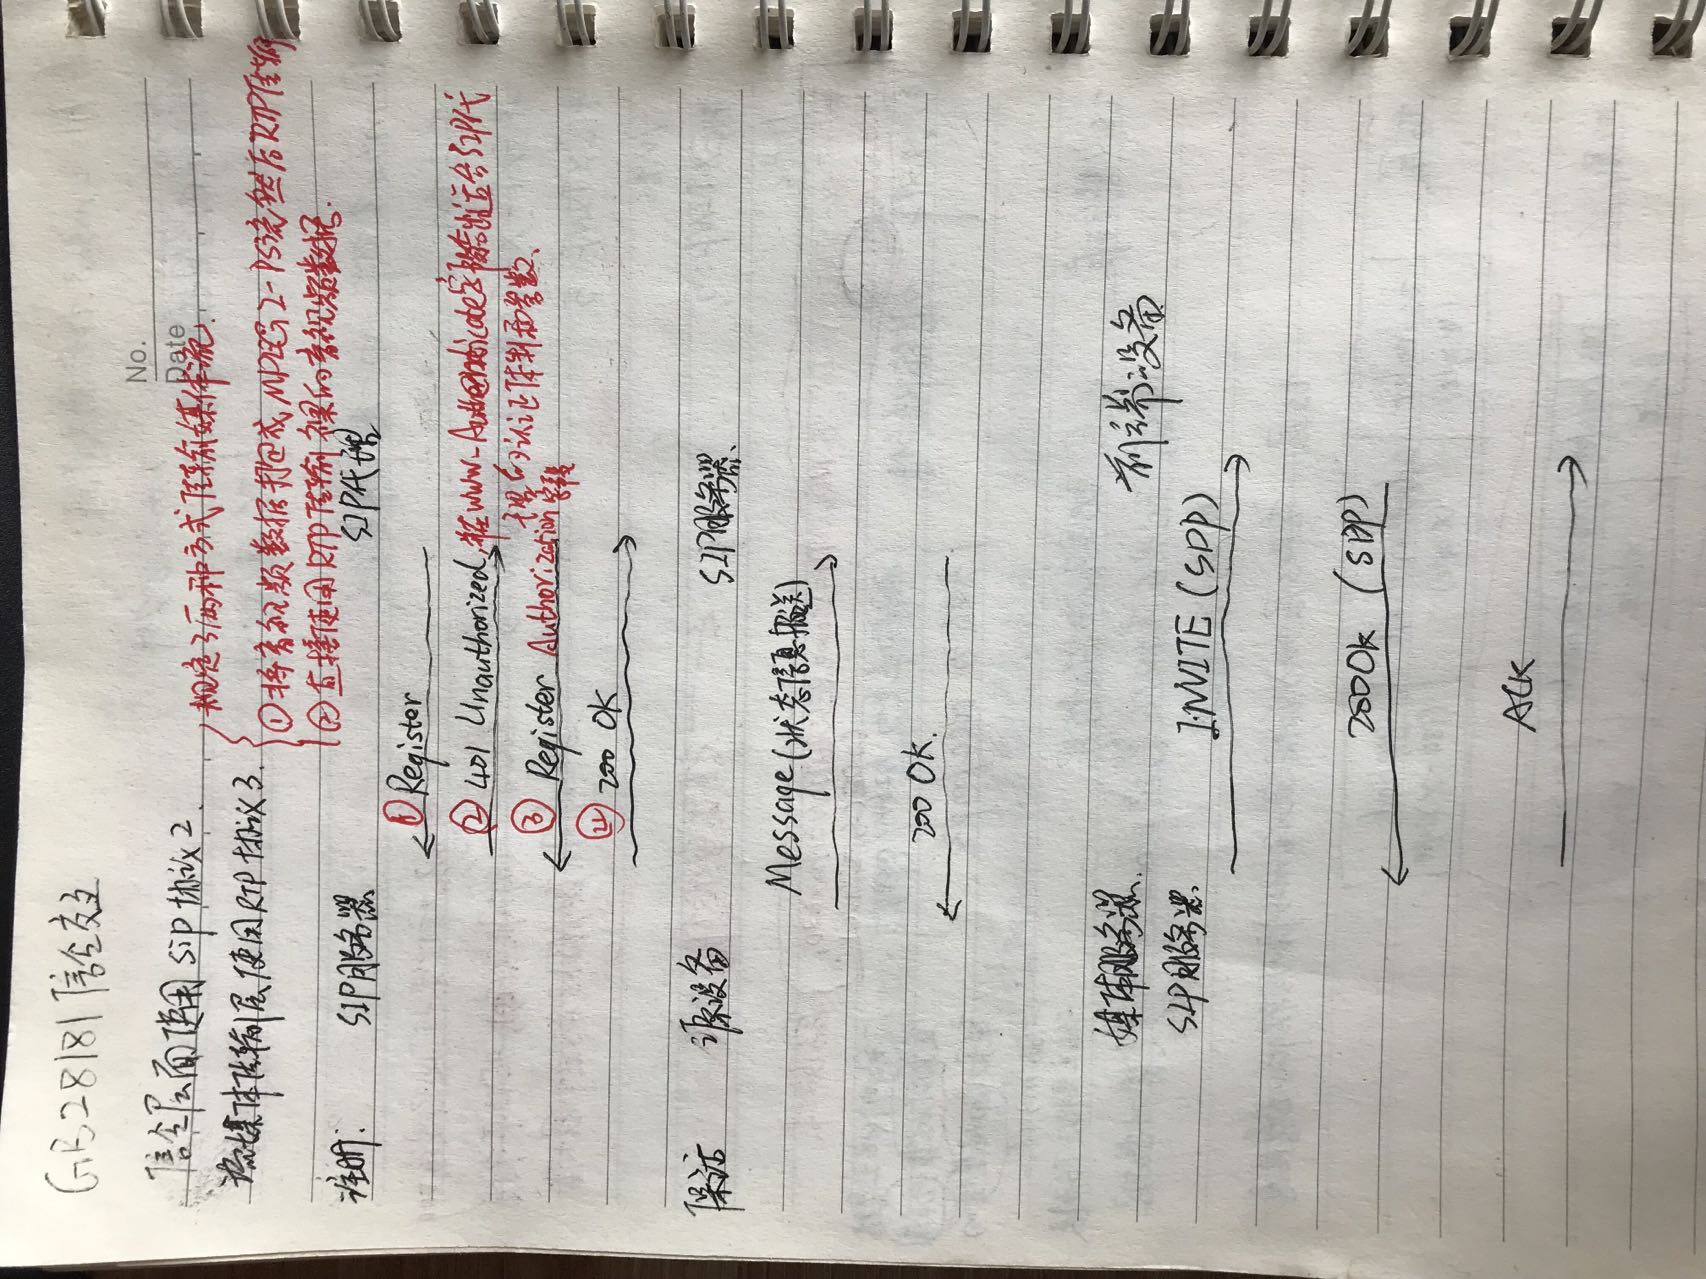 GB28181信令交互
No.
Date
信令层面使用sip协议2.
流媒体传输层使用RTP协议3.
规定了两种方式传输媒体流.
①将音视频数据打包成MPEG2-PS流然后RTP传输
②直接使用RTP传输裸的音视频数据.
注册: SIP服务器 SIP代理
①Register
②401 Unauthorized,并在www-Authenticate字段给出适合SIP代
理的认证体制和参数.
③Register Authorization字段
④200 OK
保活 源设备 SIP服务器.
Message(状态信息报送)
200 OK.
媒体服务器. 前端设备
SIP服务器.
INVITE (SDP)
200 Ok (SDP)
ACK